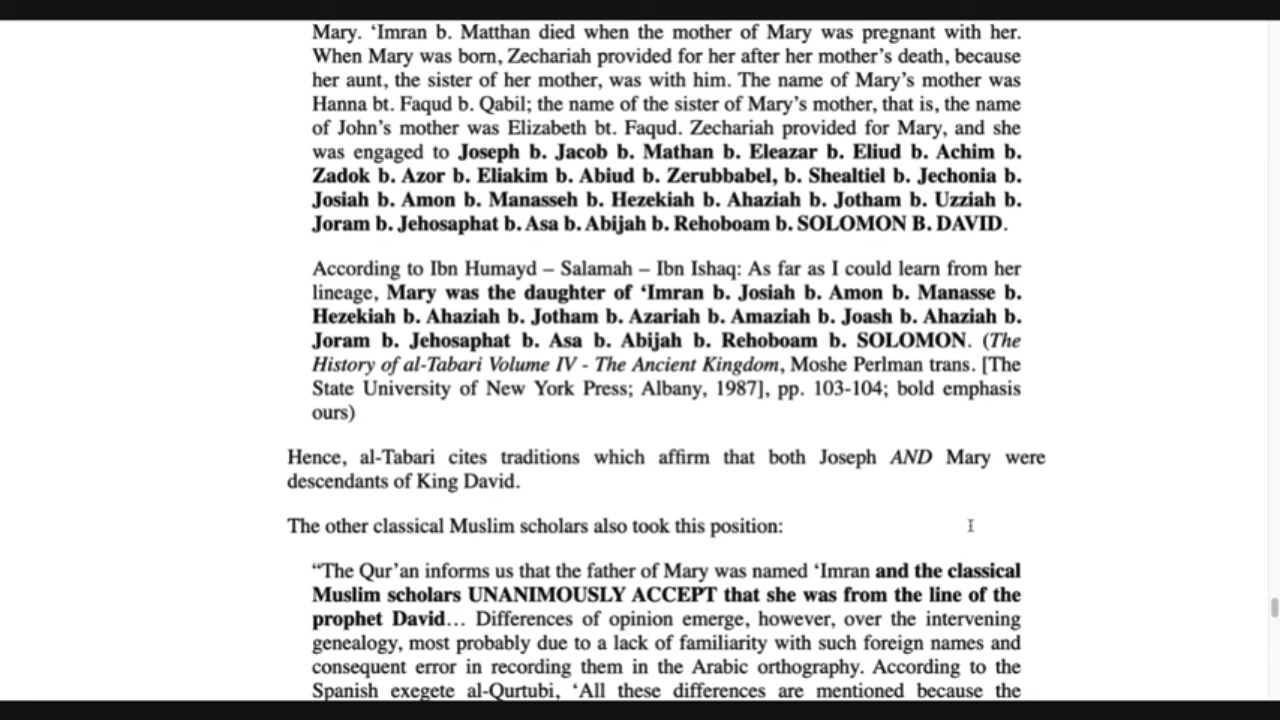 Mary. ‘Imran b. Matthan died when the mother of Mary was pregnant with her.
When Mary was born, Zechariah provided for her after her mother’s death, because
her aunt, the sister of her mother, was with him. The name of Mary’s mother was
Hanna bt. Faqud b. Qabil; the name of the sister of Mary’s mother, that is, the name
of John’s mother was Elizabeth bt. Faqud. Zechariah provided for Mary, and she
was engaged to Joseph b. Jacob b. Mathan b. Eleazar b. Eliud b. Achim b.
Zadok b. Azor b. Eliakim b. Abiud b. Zerubbabel, b. Shealtiel b. Jechonia b.
Josiah b. Amon b. Manasseh b. Hezekiah b. Ahaziah b. Jotham b. Uzziah b.
Joram b. Jehosaphat b. Asa b. Abijah b. Rehoboam b. SOLOMON B. DAVID.
According to Ibn Humayd – Salamah – Ibn Ishaq: As far as I could learn from her
lineage, Mary was the daughter of ‘Imran b. Josiah b. Amon b. Manasse b.
Hezekiah b. Ahaziah b. Jotham b. Azariah b. Amaziah b. Joash b. Ahaziah b.
Joram b. Jehosaphat b. Asa b. Abijah b. Rehoboam b. SOLOMON. (The
History of al-Tabari Volume IV - The Ancient Kingdom, Moshe Perlman trans. [The
State University of New York Press; Albany, 1987], pp. 103-104; bold emphasis
ours)
Hence, al-Tabari cites traditions which affirm that both Joseph AND Mary were
descendants of King David.
The other classical Muslim scholars also took this position:
“The Qur’an informs us that the father of Mary was named ‘Imran and the classical
Muslim scholars UNANIMOUSLY ACCEPT that she was from the line of the
prophet David… Differences of opinion emerge, however, over the intervening
genealogy, most probably due to a lack of familiarity with such foreign names and
consequent error in recording them in the Arabic orthography. According to the
Spanish exegete al-Qurtubi, ‘All these differences are mentioned because the